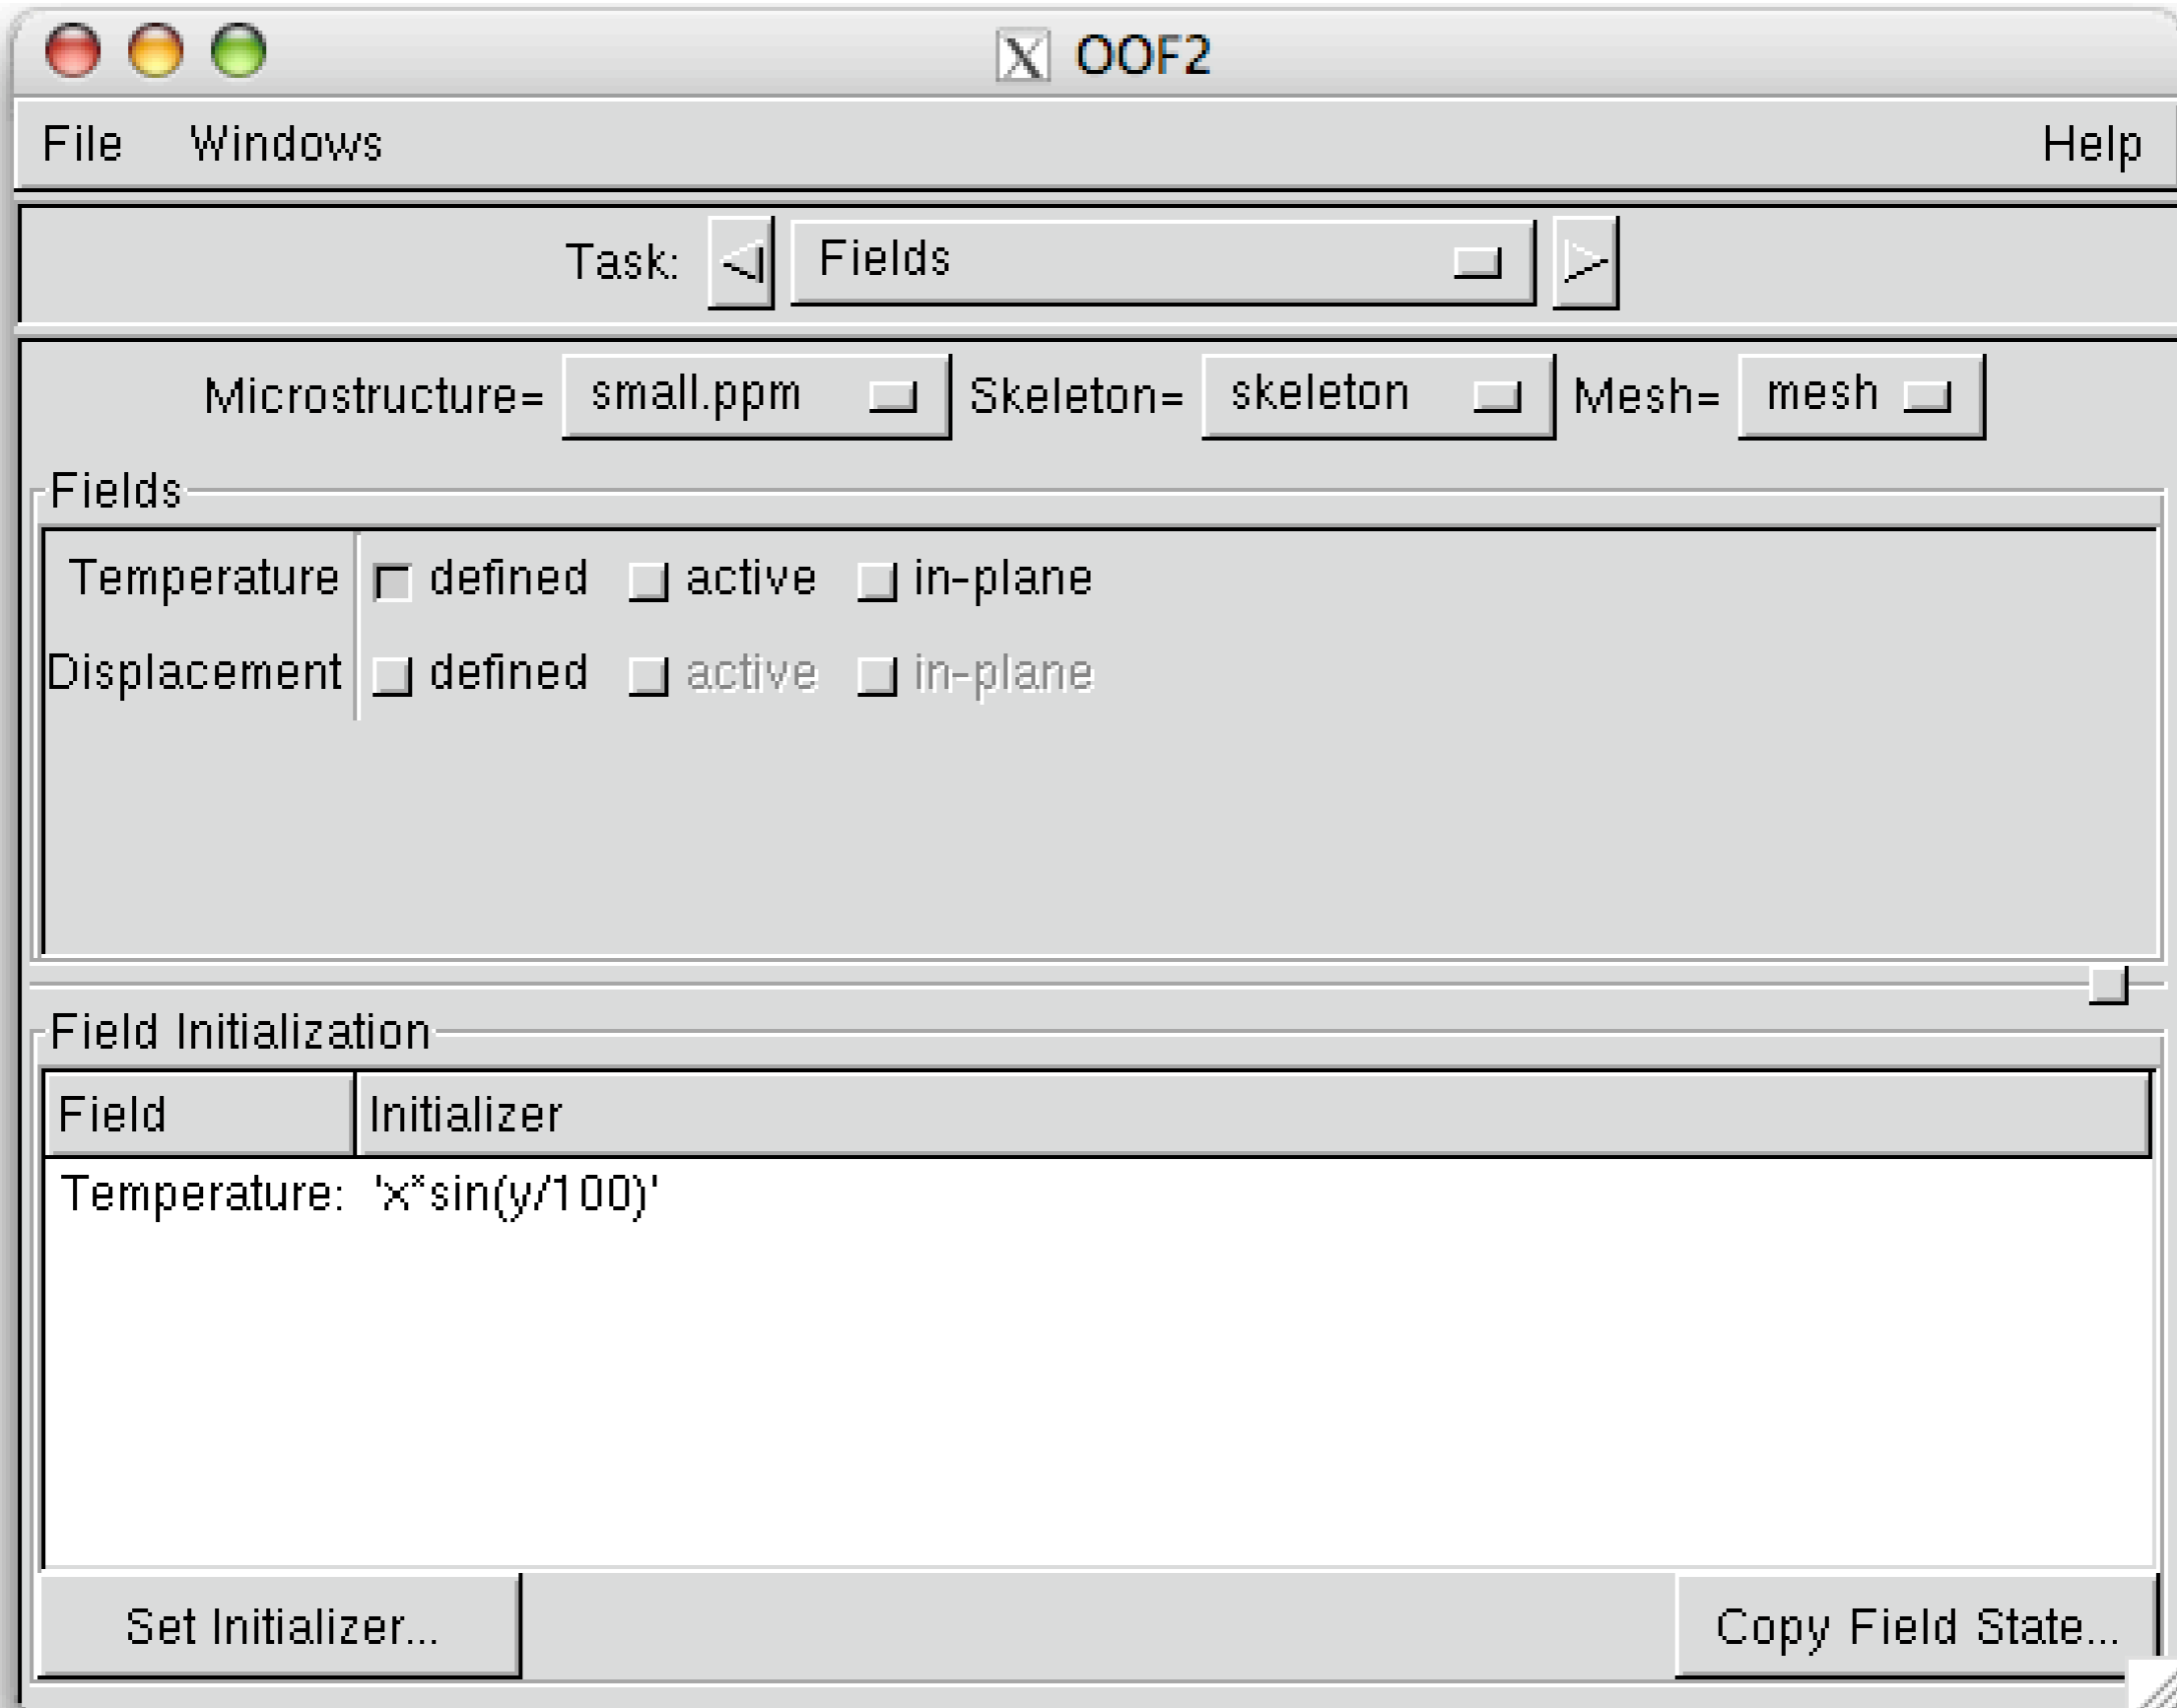 X OOF2
File Windows Help
Task: Fields
Microstructure= small.ppm Skeleton= skeleton Mesh= mesh
Fields
Temperature defined active in-plane
Displacement defined active in-plane
Field Initialization
Field Initializer
Temperature: 'x*sin(y/100)'
Set Initializer... Copy Field State...